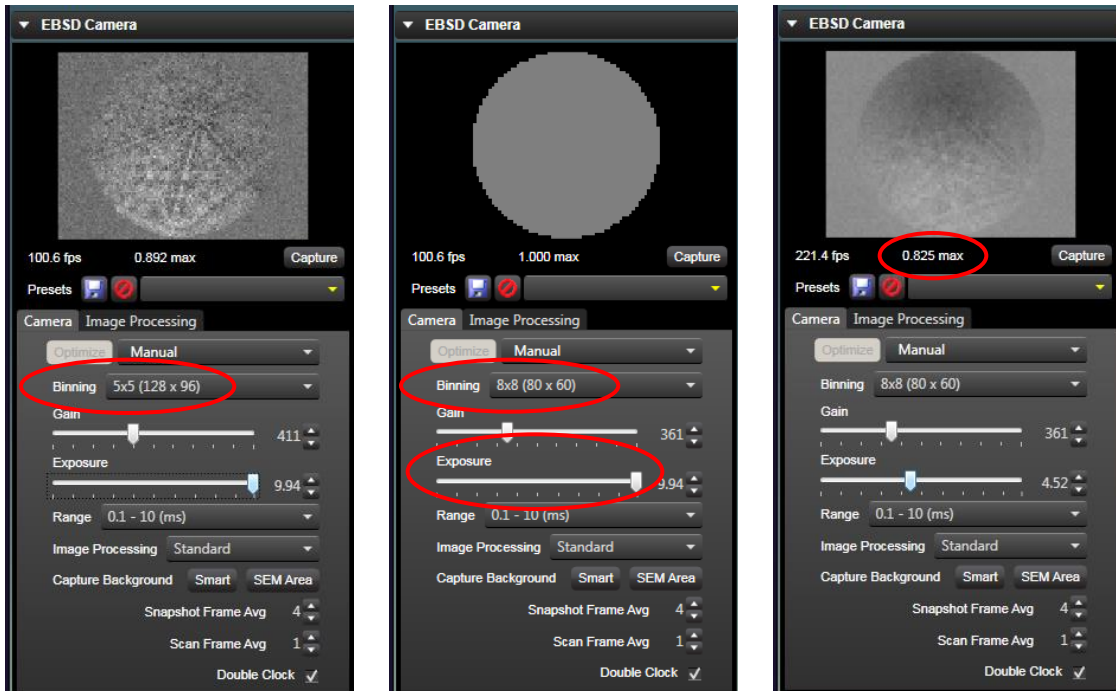 EBSD Camera
100.6 fps 0.892 max Capture
Presets
Camera Image Processing
Optimize Manual
Binning 5x5 (128 x 96)
Gain
411
Exposure
9.94
Range 0.1 - 10 (ms)
Image Processing Standard
Capture Background Smart SEM Area
Snapshot Frame Avg 4
Scan Frame Avg 1
Double Clock
EBSD Camera
100.6 fps 1.000 max Capture
Presets
Camera Image Processing
Optimize Manual
Binning 8x8 (80 x 60)
Gain
361
Exposure
9.94
Range 0.1 - 10 (ms)
Image Processing Standard
Capture Background Smart SEM Area
Snapshot Frame Avg 4
Scan Frame Avg 1
Double Clock
EBSD Camera
221.4 fps 0.825 max Capture
Presets
Camera Image Processing
Optimize Manual
Binning 8x8 (80 x 60)
Gain
361
Exposure
4.52
Range 0.1 - 10 (ms)
Image Processing Standard
Capture Background Smart SEM Area
Snapshot Frame Avg 4
Scan Frame Avg 1
Double Clock